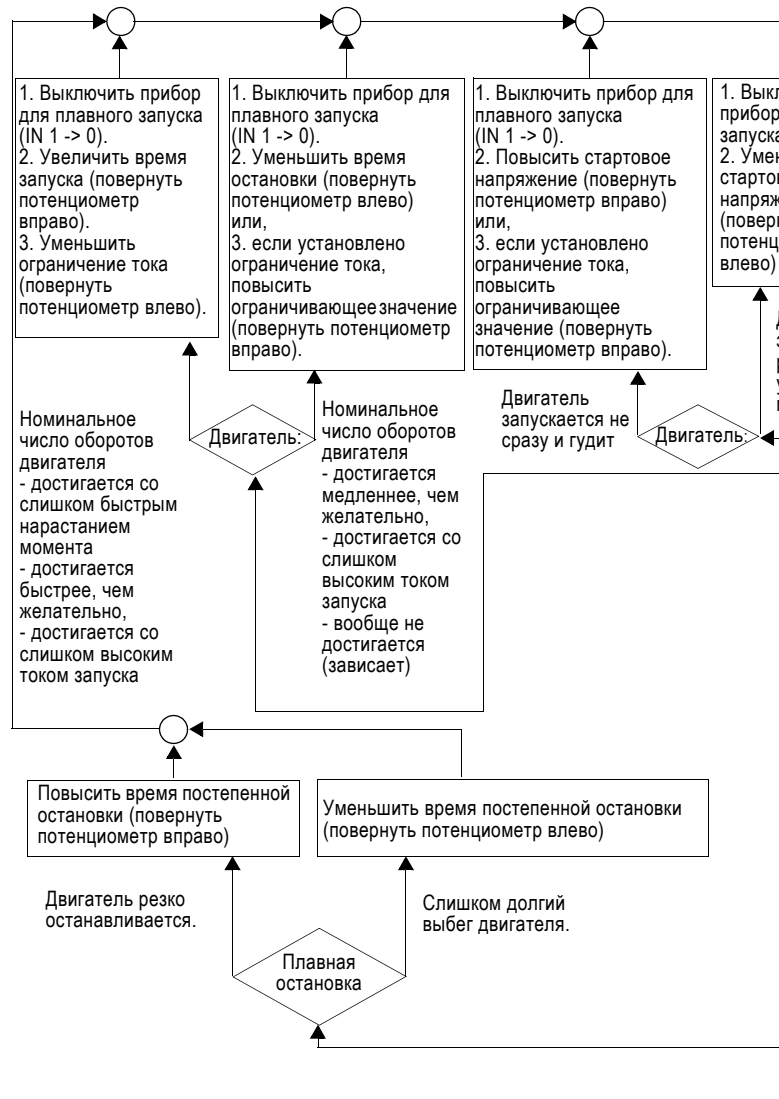 1. Выключить прибор
для плавного запуска
(IN 1 -> 0).
2. Увеличить время
запуска (повернуть
потенциометр
вправо).
3. Уменьшить
ограничение тока
(повернуть
потенциометр влево).
1. Выключить прибор для
плавного запуска
(IN 1 -> 0).
2. Уменьшить время
остановки (повернуть
потенциометр влево)
или,
3. если установлено
ограничение тока,
повысить
ограничивающее значение
(повернуть потенциометр
вправо).
1. Выключить прибор для
плавного запуска
(IN 1 -> 0).
2. Повысить стартовое
напряжение (повернуть
потенциометр вправо)
или,
3. если установлено
ограничение тока,
повысить
ограничивающее
значение (повернуть
потенциометр вправо).
1.
прибор
2.
влево)
Номинальное
число оборотов
двигателя
- достигается со
слишком быстрым
нарастанием
момента
- достигается
быстрее, чем
желательно,
- достигается со
слишком высоким
током запуска
Двигатель:
Номинальное
число оборотов
двигателя
- достигается
медленнее, чем
желательно,
- достигается со
слишком
высоким током
запуска
- вообще не
достигается
(зависает)
Двигатель
запускается не
сразу и гудит
Двигатель:
Повысить время постепенной
остановки (повернуть
потенциометр вправо)
Уменьшить время постепенной остановки
(повернуть потенциометр влево)
Двигатель резко
останавливается.
Слишком долгий
выбег двигателя.
Плавная
остановка